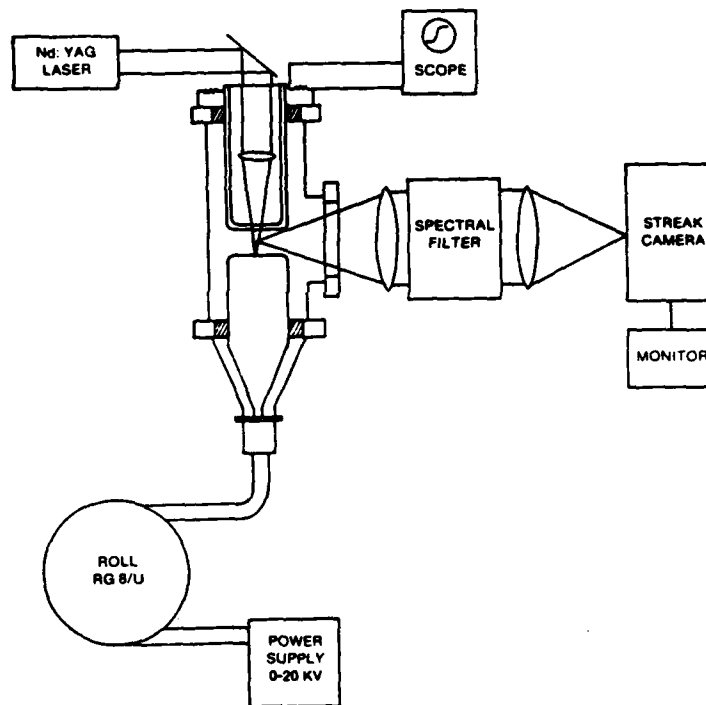 Nd: YAG
LASER
SCOPE
SPECTRAL
FILTER
STREAK
CAMERA
MONITOR
ROLL
RG 8/U
POWER
SUPPLY
0-20 KV